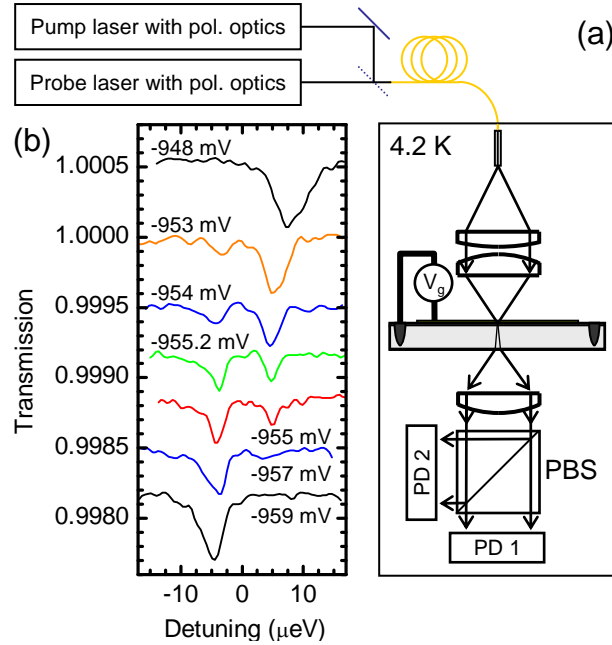 Pump laser with pol. optics
(a)
Probe laser with pol. optics
(b)
4.2 K
-948 mV
1.0005
-953 mV
1.0000
Vg
-954 mV
0.9995
-955.2 mV
0.9990
-955 mV
0.9985
-957 mV
0.9980
-959 mV
Transmission
PD 2
PBS
PD 1
-10 0 10
Detuning (μeV)